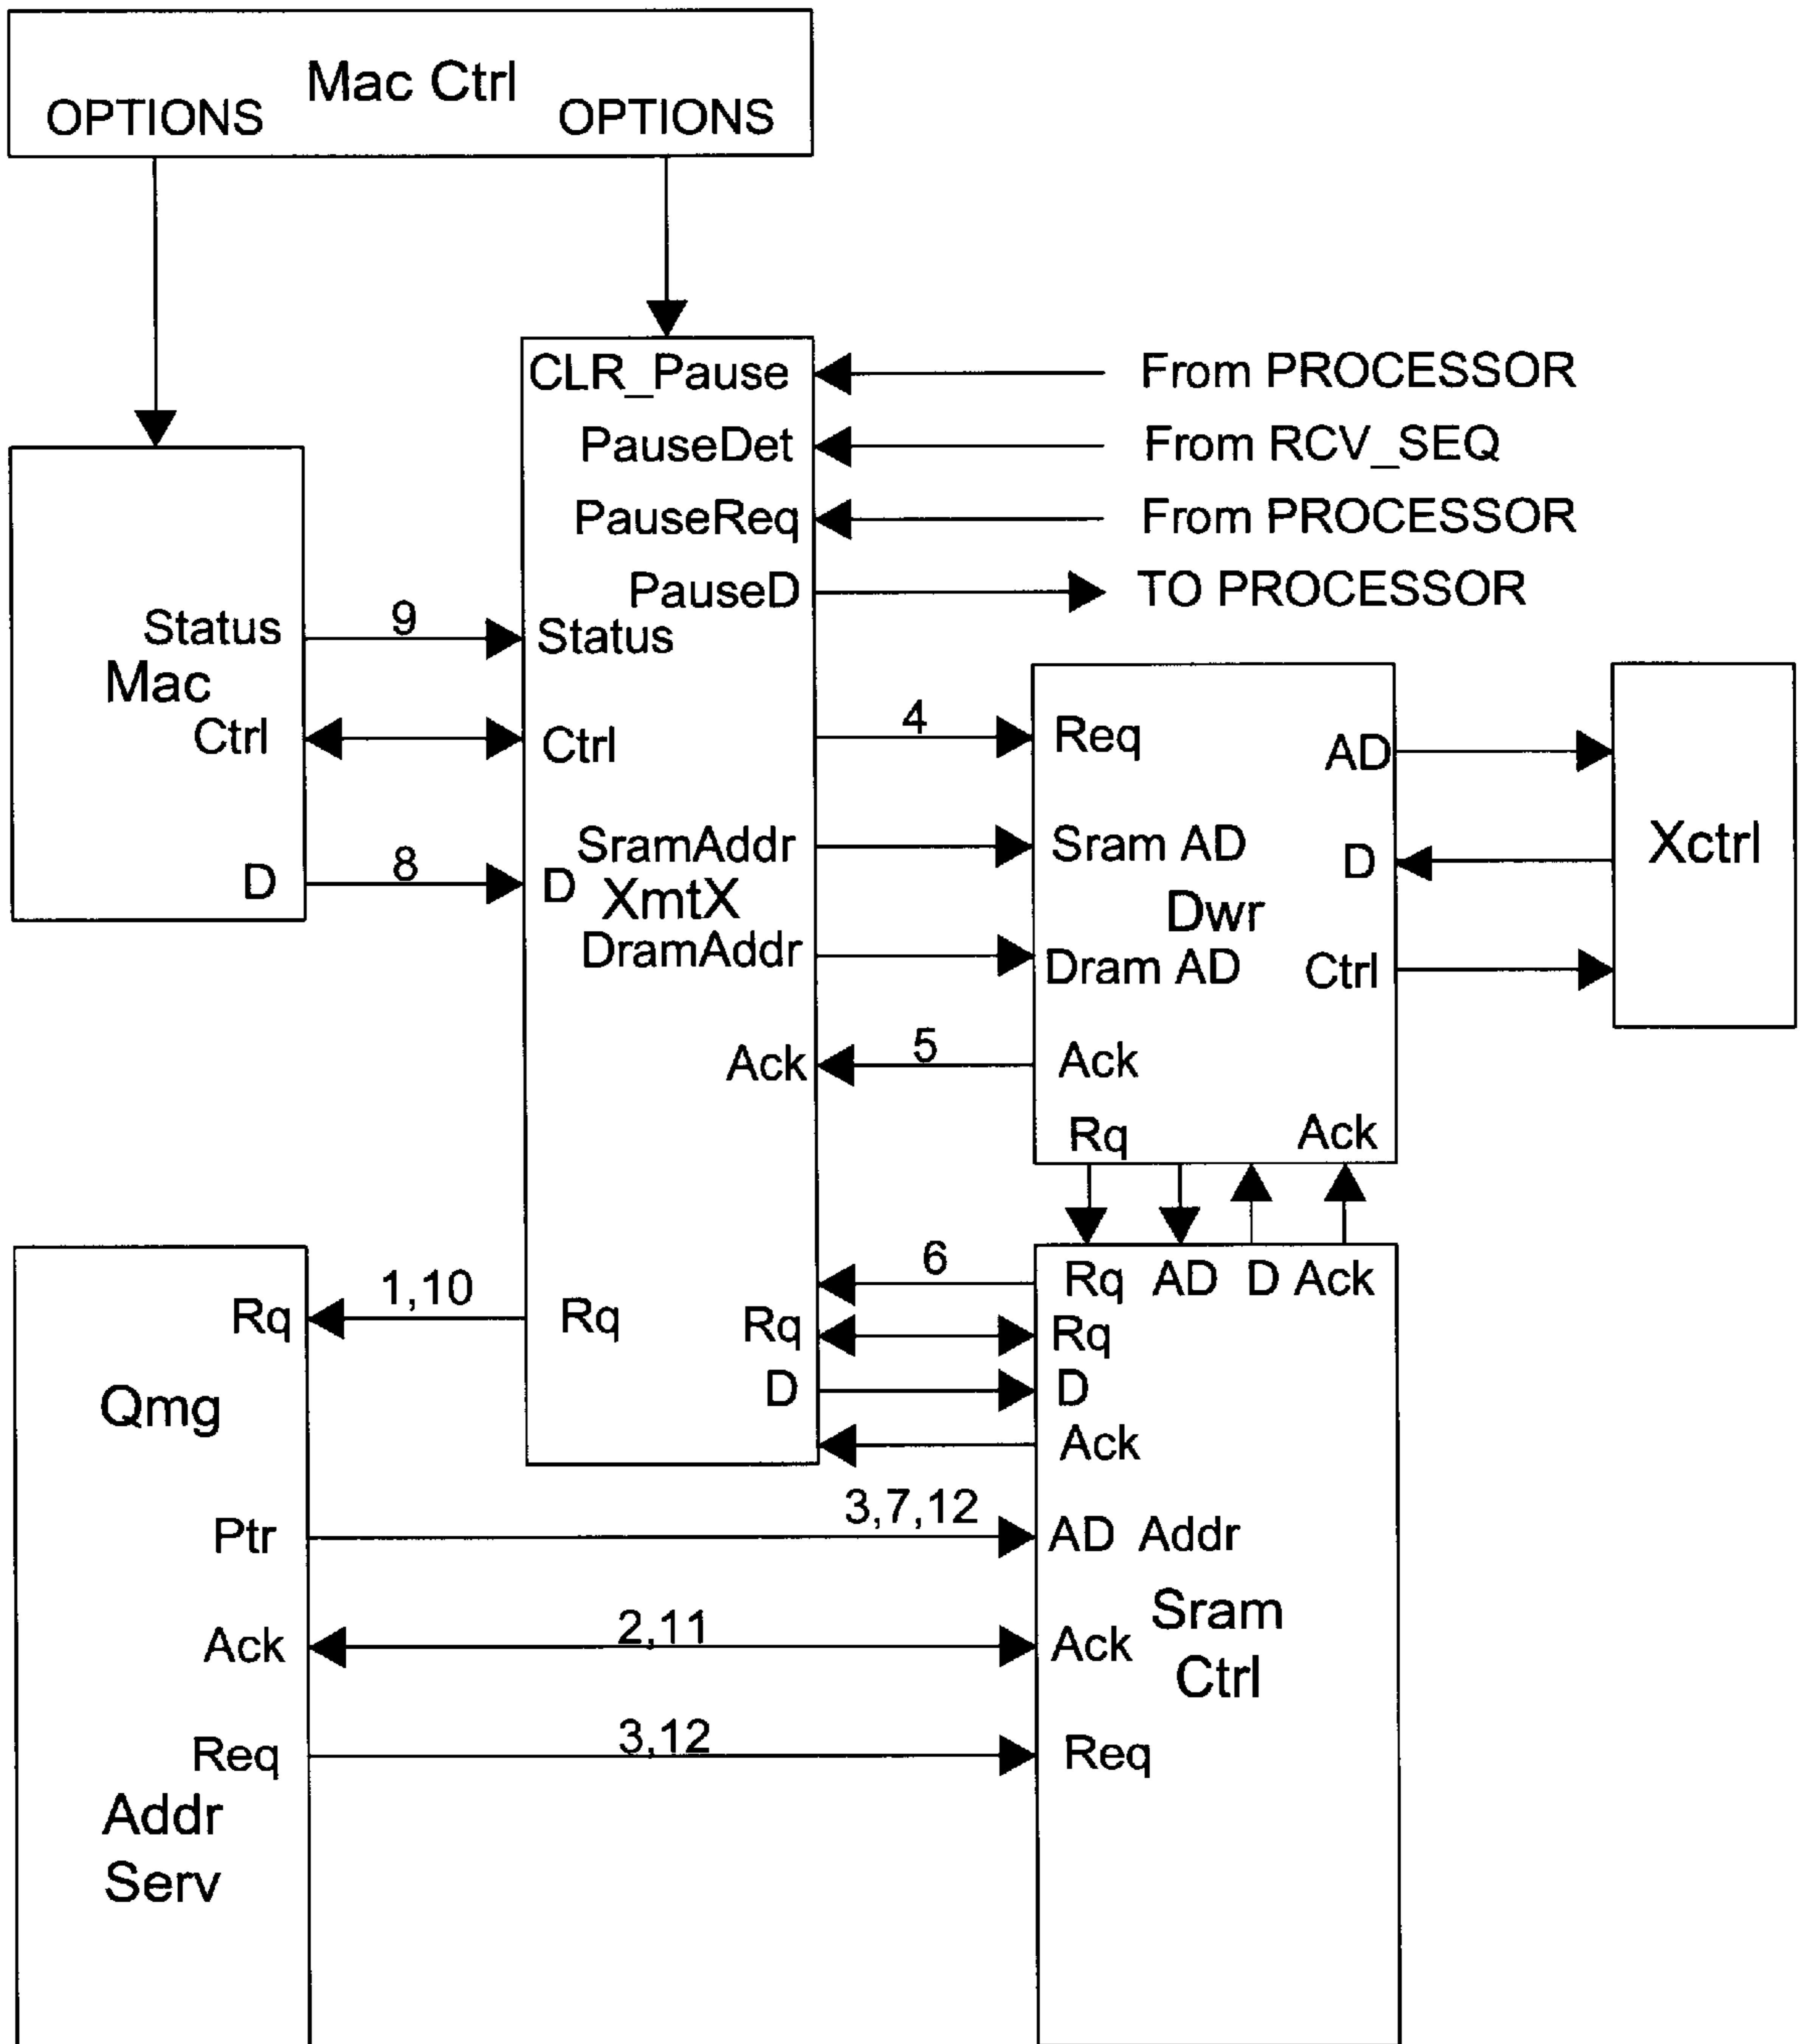 Mac Ctrl
OPTIONS OPTIONS
CLR_Pause From PROCESSOR
PauseDet From RCV_SEQ
PauseReq From PROCESSOR
PauseD TO PROCESSOR
Status 9 Status
Mac
Ctrl Ctrl 4 Req AD
SramAddr Sram AD Xctrl
D 8 D XmtX Dwr D
DramAddr Dram AD Ctrl
Ack 5 Ack
Rq Ack
6 Rq AD D Ack
Rq 1,10 Rq Rq Rq
Qmg D D
Ack
3,7,12
Ptr AD Addr
Sram
Ack 2,11 Ack
Ctrl
Req 3,12 Req
Addr
Serv